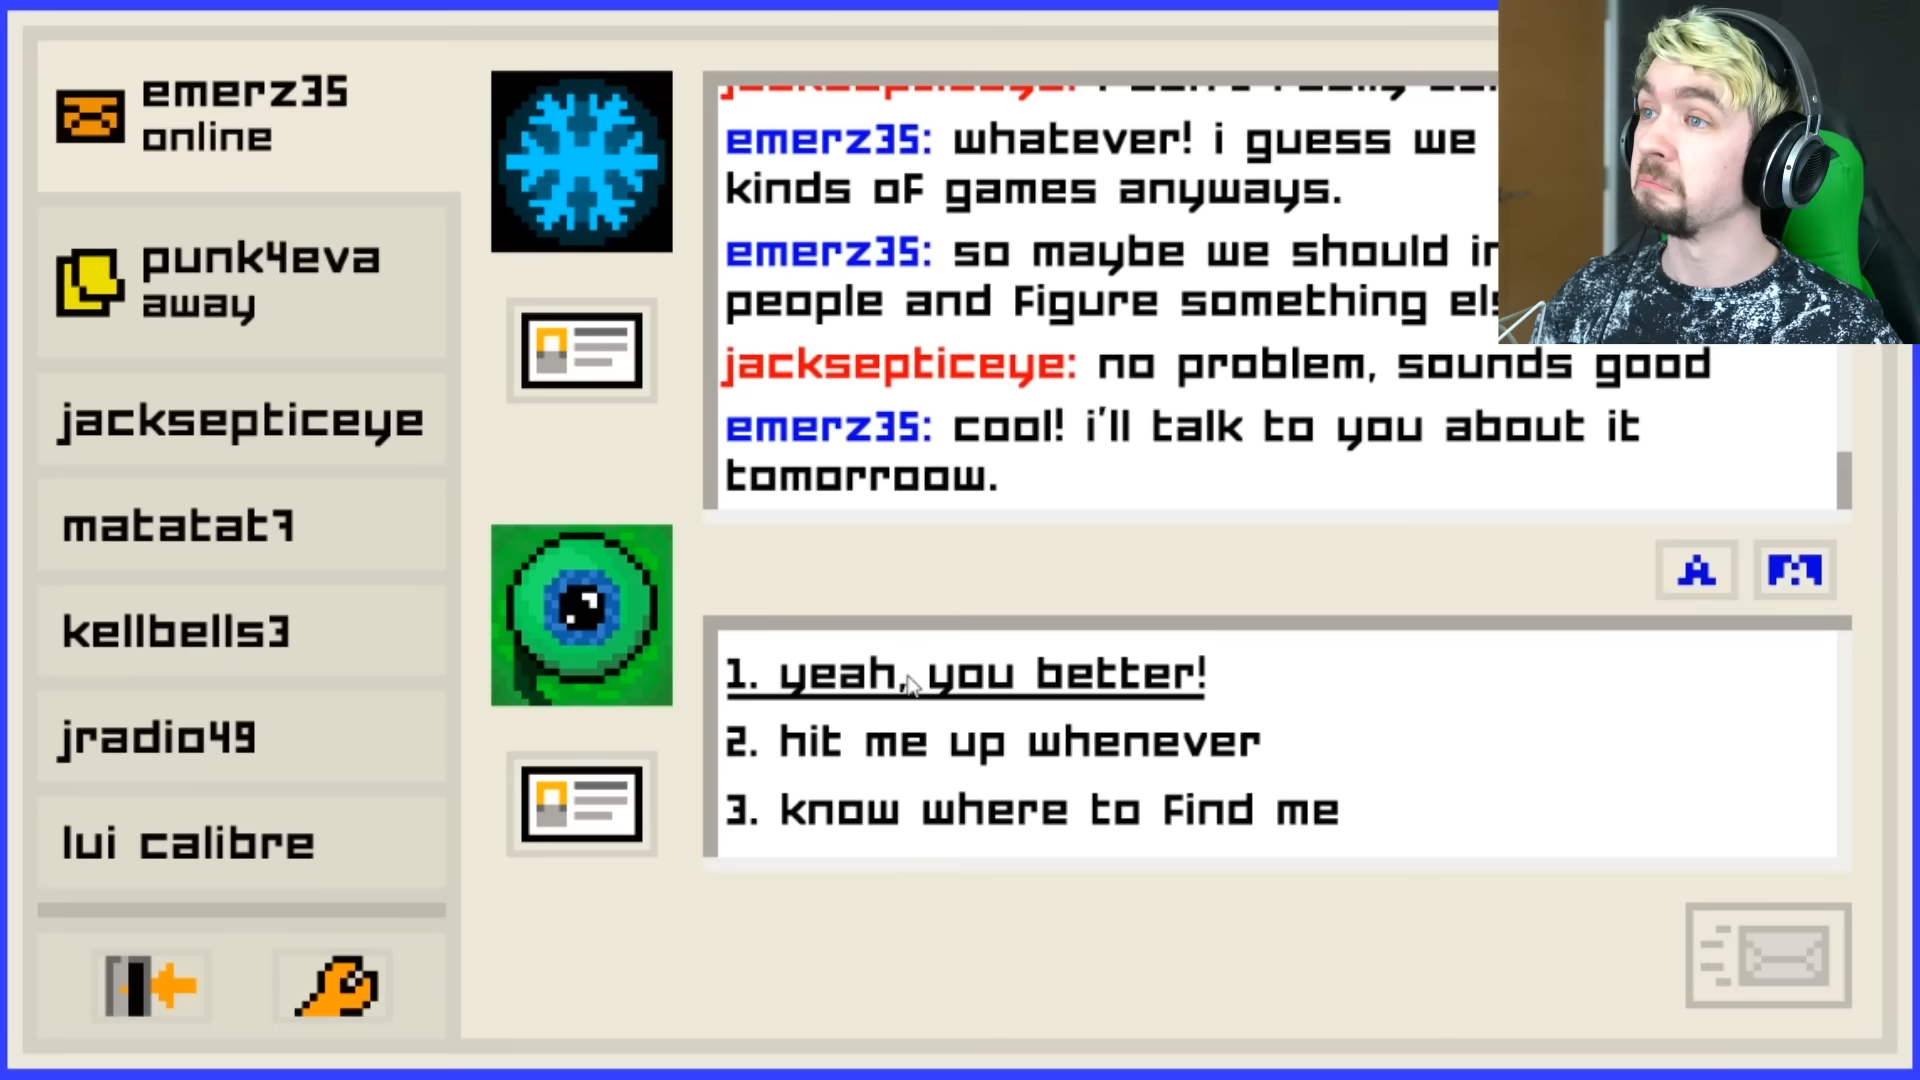 emerz35
online
punk4eva
away
jacksepticeye
matatat7
kellbells3
jradio49
lui calibre
emerz35: whatever! i guess we
kinds of games anyways.
emerz35: so maybe we should
people and figure something
jacksepticeye: no problem, sounds good
emerz35: cool! i'll talk to you about it
tomorroow.
A
1. yeah, you better!
2. hit me up whenever
3. know where to find me